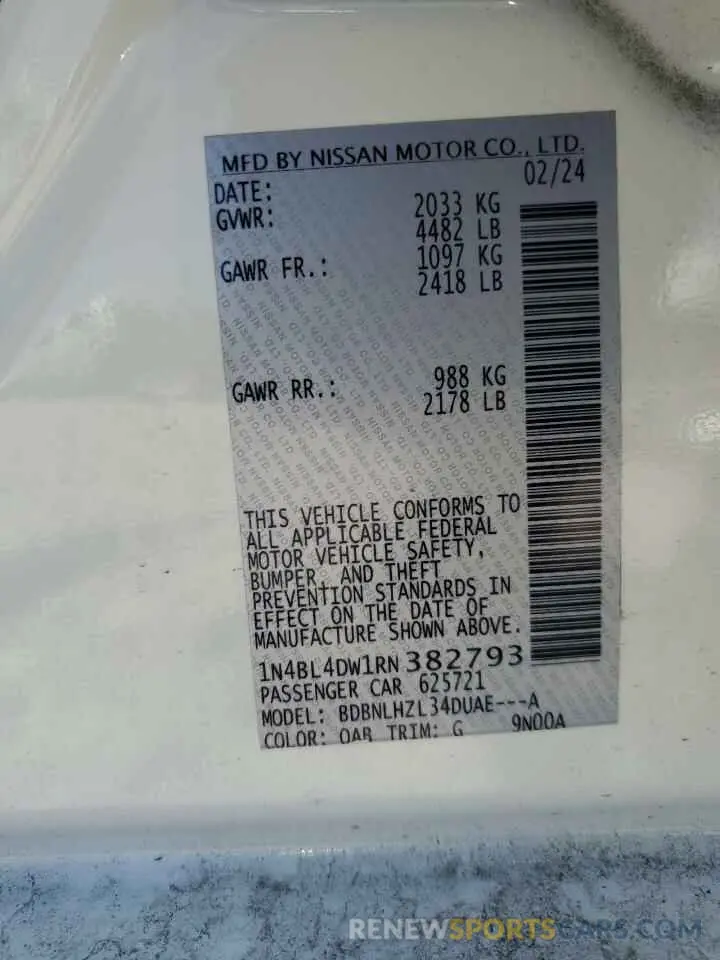 MFD BY NISSAN MOTOR CO., LTD.
DATE: 02/24
GVWR: 2033 KG
4482 LB
GAWR FR.: 1097 KG
2418 LB
GAWR RR.: 988 KG
2178 LB
THIS VEHICLE CONFORMS TO
ALL APPLICABLE FEDERAL
MOTOR VEHICLE SAFETY,
BUMPER, AND THEFT
PREVENTION STANDARDS IN
EFFECT ON THE DATE OF
MANUFACTURE SHOWN ABOVE.
1N4BL4DW1RN382793
PASSENGER CAR 625721
MODEL: BDBNLHZL34DUAE---A
COLOR: QAB TRIM: G 9N00A
RENEWSPORTSCARS.COM